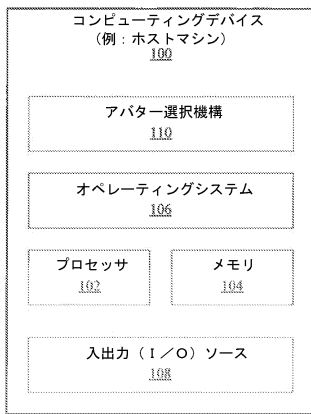 コンピューティングデバイス
(例:ホストマシン)
100
アバター選択機構
110
オペレーティングシステム
106
プロセッサ
102
メモリ
104
入出力(I/O)ソース
108